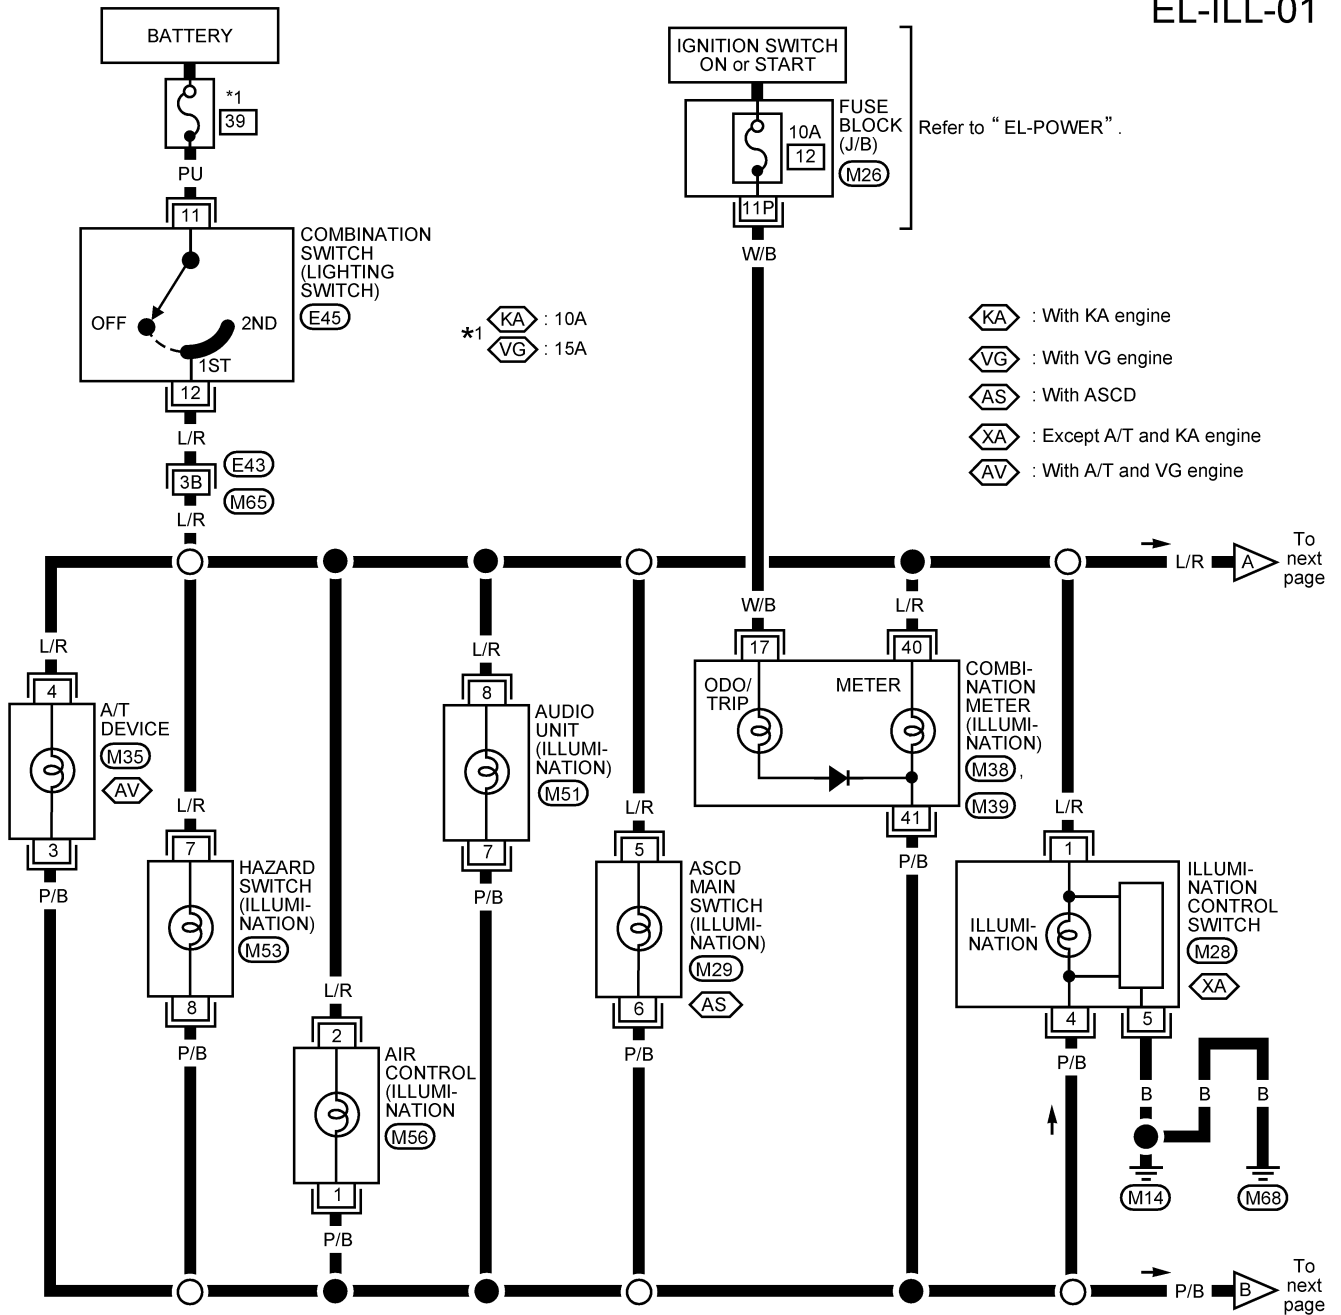 EL-ILL-01
BATTERY
*1
39
PU
11
COMBINATION
SWITCH
(LIGHTING
SWITCH)
E45
OFF
2ND
1ST
12
L/R
E43
3B
M65
L/R
IGNITION SWITCH
ON or START
FUSE
BLOCK
(J/B)
M26
10A
12
11P
W/B
Refer to “ EL-POWER” .
*1
KA : 10A
VG : 15A
KA : With KA engine
VG : With VG engine
AS : With ASCD
XA : Except A/T and KA engine
AV : With A/T and VG engine
L/R
A
To
next
page
L/R
4
A/T
DEVICE
M35
AV
3
P/B
L/R
7
HAZARD
SWITCH
(ILLUMI-
NATION)
M53
8
P/B
L/R
2
AIR
CONTROL
(ILLUMI-
NATION
M56
1
P/B
L/R
8
AUDIO
UNIT
(ILLUMI-
NATION)
M51
7
P/B
L/R
5
ASCD
MAIN
SWTICH
(ILLUMI-
NATION)
M29
AS
6
P/B
W/B
L/R
17
40
ODO/
TRIP
METER
COMBI-
NATION
METER
(ILLUMI-
NATION)
M38 ,
M39
41
P/B
L/R
1
ILLUMI-
NATION
ILLUMI-
NATION
CONTROL
SWITCH
M28
XA
4
5
P/B
B
B
B
M14
M68
P/B
B
To
next
page